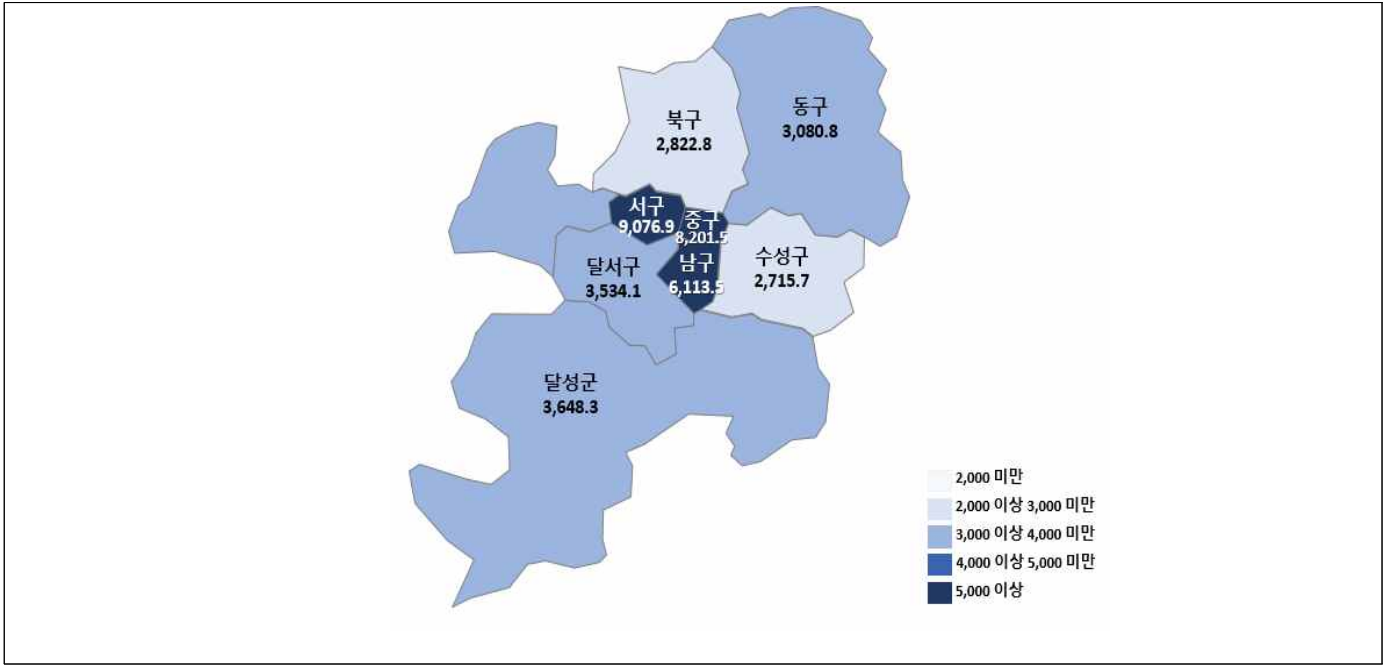 동구
3,080.8
북구
2,822.8
서구
9,076.9
중구
8,201.5
남구
6,113.5
수성구
2,715.7
달서구
3,534.1
달성군
3,648.3
2,000 미만
2,000 이상 3,000 미만
3,000 이상 4,000 미만
4,000 이상 5,000 미만
5,000 이상